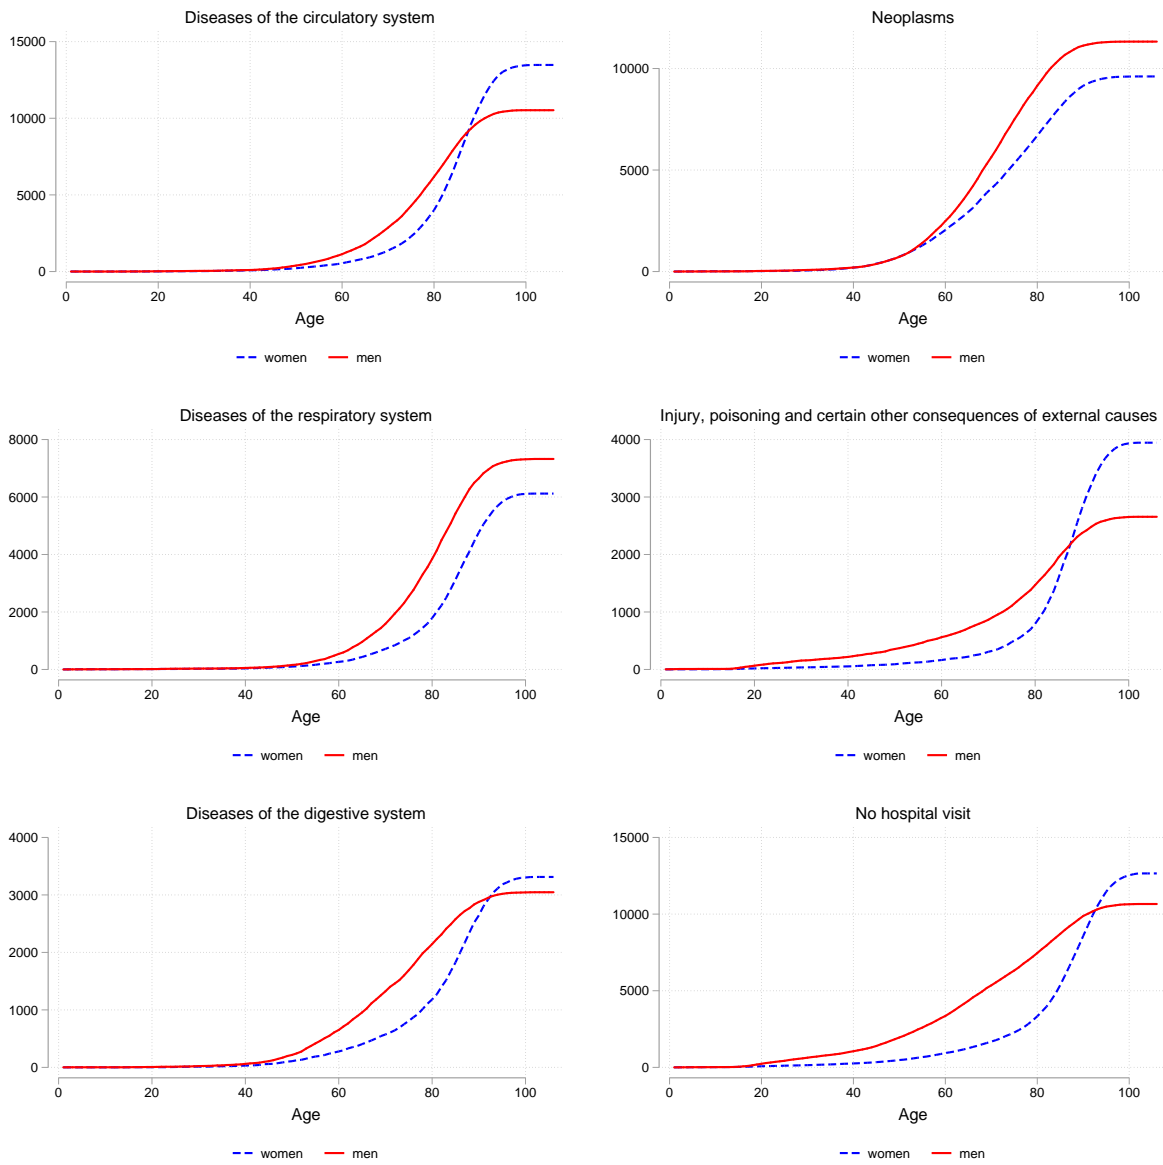 Diseases of the circulatory system
15000
10000
5000
0
0 20 40 60 80 100
Age
women men
Neoplasms
10000
5000
0
0 20 40 60 80 100
Age
women men
Diseases of the respiratory system
8000
6000
4000
2000
0
0 20 40 60 80 100
Age
women men
Injury, poisoning and certain other consequences of external causes
4000
3000
2000
1000
0
0 20 40 60 80 100
Age
women men
Diseases of the digestive system
4000
3000
2000
1000
0
0 20 40 60 80 100
Age
women men
No hospital visit
15000
10000
5000
0
0 20 40 60 80 100
Age
women men